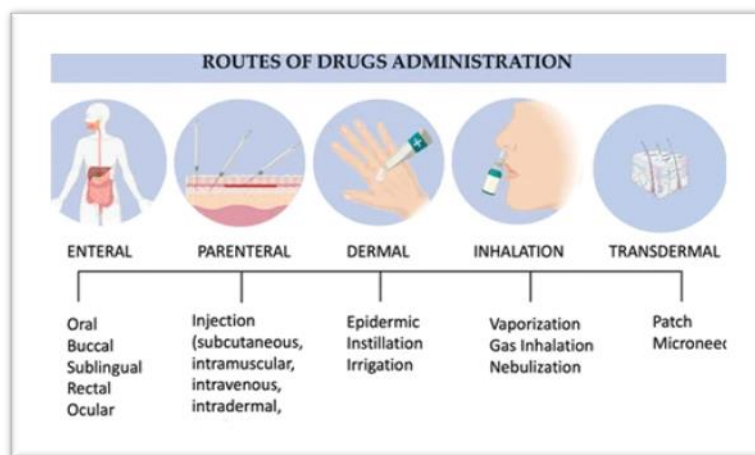 ROUTES OF DRUGS ADMINISTRATION
ENTERAL
PARENTERAL
DERMAL
INHALATION
TRANSDERMAL
Oral
Buccal
Sublingual
Rectal
Ocular
Injection
(subcutaneous,
intramuscular,
intravenous,
intradermal,
Epidermic
Instillation
Irrigation
Vaporization
Gas Inhalation
Nebulization
Patch